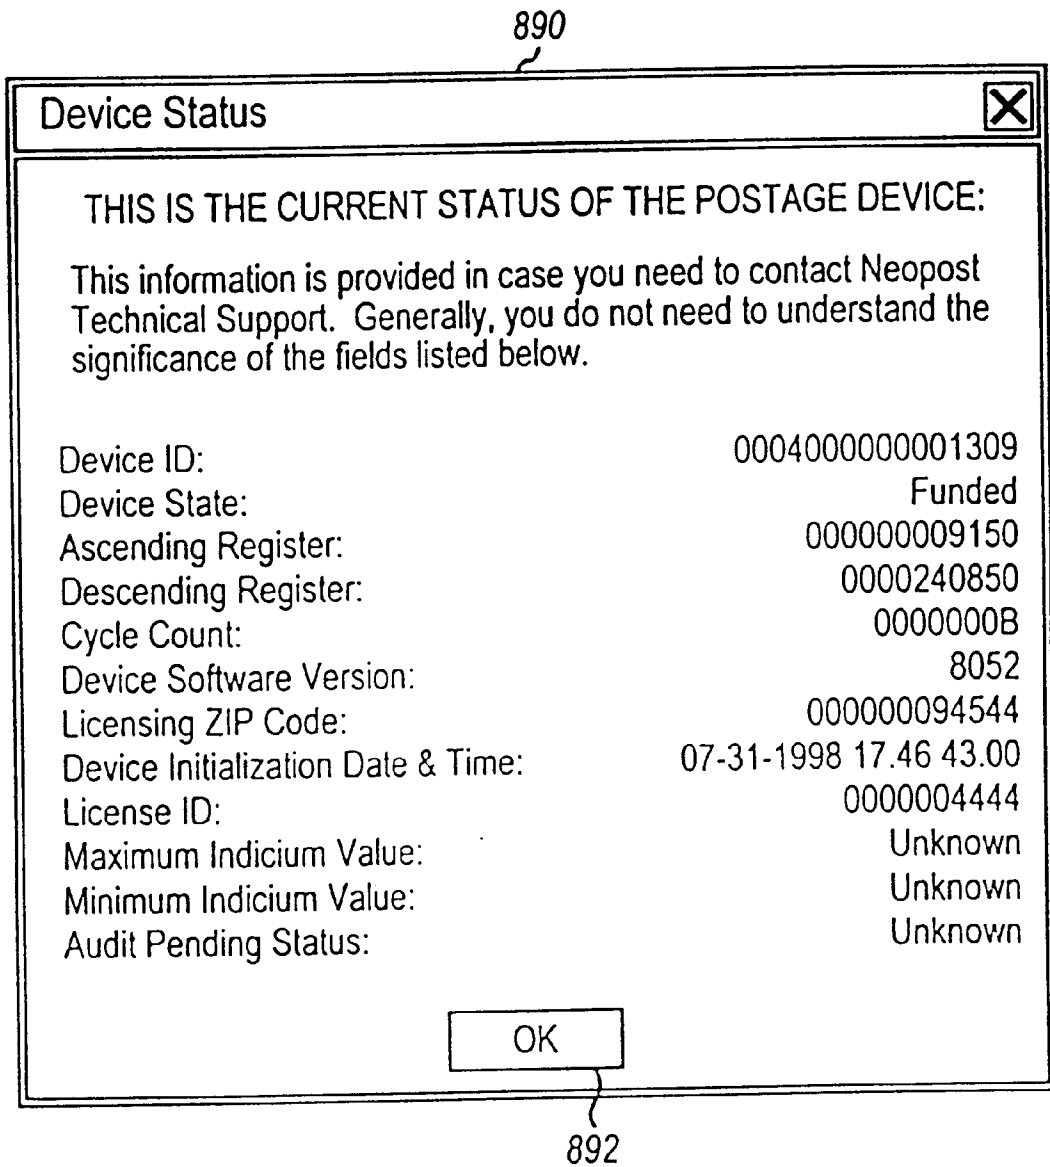 890
Device Status
THIS IS THE CURRENT STATUS OF THE POSTAGE DEVICE:
This information is provided in case you need to contact Neopost
Technical Support. Generally, you do not need to understand the
significance of the fields listed below.
Device ID: 0004000000001309
Device State: Funded
Ascending Register: 000000009150
Descending Register: 0000240850
Cycle Count: 0000000B
Device Software Version: 8052
Licensing ZIP Code: 000000094544
Device Initialization Date & Time: 07-31-1998 17.46 43.00
License ID: 0000004444
Maximum Indicium Value: Unknown
Minimum Indicium Value: Unknown
Audit Pending Status: Unknown
OK
892